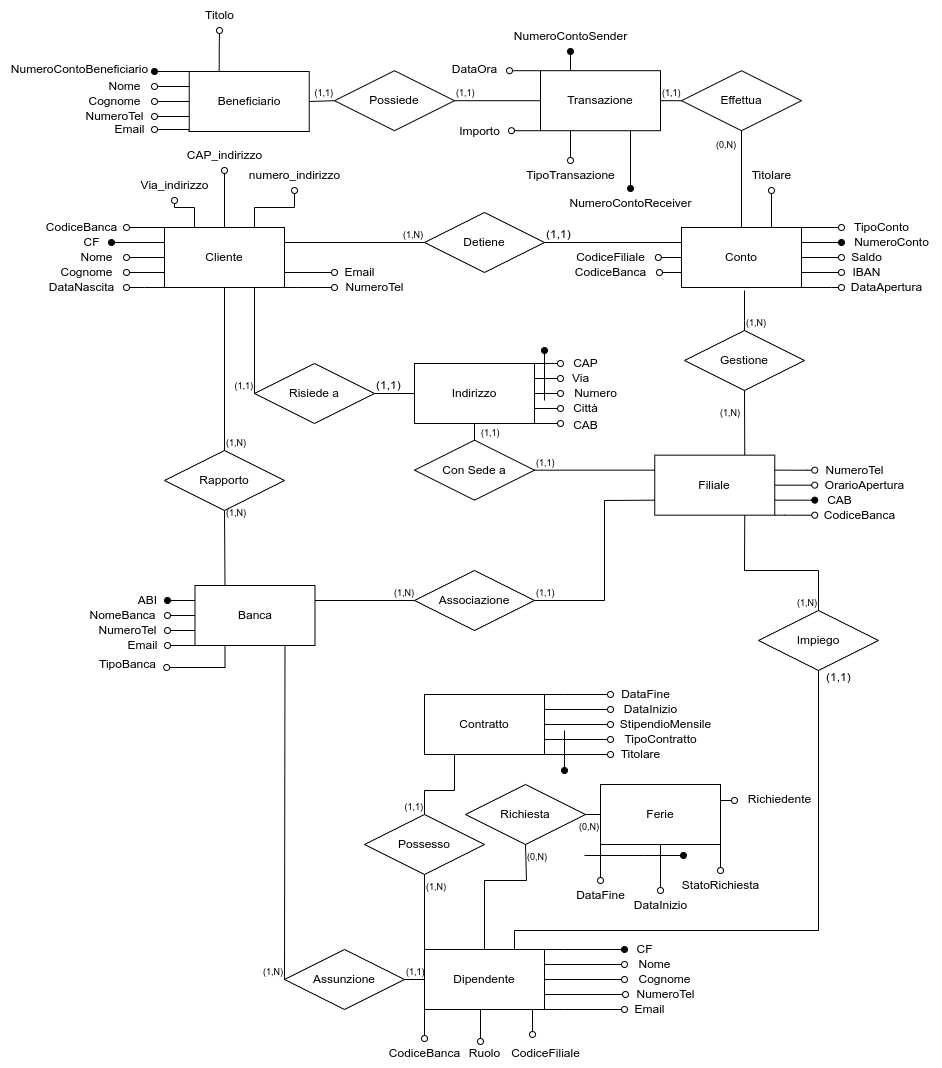 Titolo
NumeroContoSender
NumeroContoBeneficiario
DataOra
Nome
Cognome
NumeroTel
Email
Beneficiario
(1,1)
Possiede
(1,1)
Transazione
(1,1)
Effettua
Importo
(0,N)
CAP_indirizzo
TipoTransazione
numero_indirizzo
Titolare
Via_indirizzo
NumeroContoReceiver
CodiceBanca
CF
Nome
Cognome
DataNascita
Cliente
Email
NumeroTel
(1,N)
Detiene
(1,1)
CodiceFiliale
CodiceBanca
Conto
TipoConto
NumeroConto
Saldo
IBAN
DataApertura
(1,N)
Gestione
(1,N)
(1,1)
Risiede a
(1,1)
Indirizzo
CAP
Via
Numero
Città
CAB
(1,1)
Con Sede a
(1,1)
(1,N)
Rapporto
(1,N)
Filiale
NumeroTel
OrarioApertura
CAB
CodiceBanca
ABI
NomeBanca
NumeroTel
Email
TipoBanca
Banca
(1,N)
Associazione
(1,1)
(1,N)
Impiego
(1,1)
Contratto
DataFine
DataInizio
StipendioMensile
TipoContratto
Titolare
(1,1)
Possesso
(1,N)
Richiesta
(0,N)
(0,N)
Ferie
Richiedente
DataFine
DataInizio
StatoRichiesta
(1,N)
Assunzione
(1,1)
Dipendente
CF
Nome
Cognome
NumeroTel
Email
CodiceBanca
Ruolo
CodiceFiliale